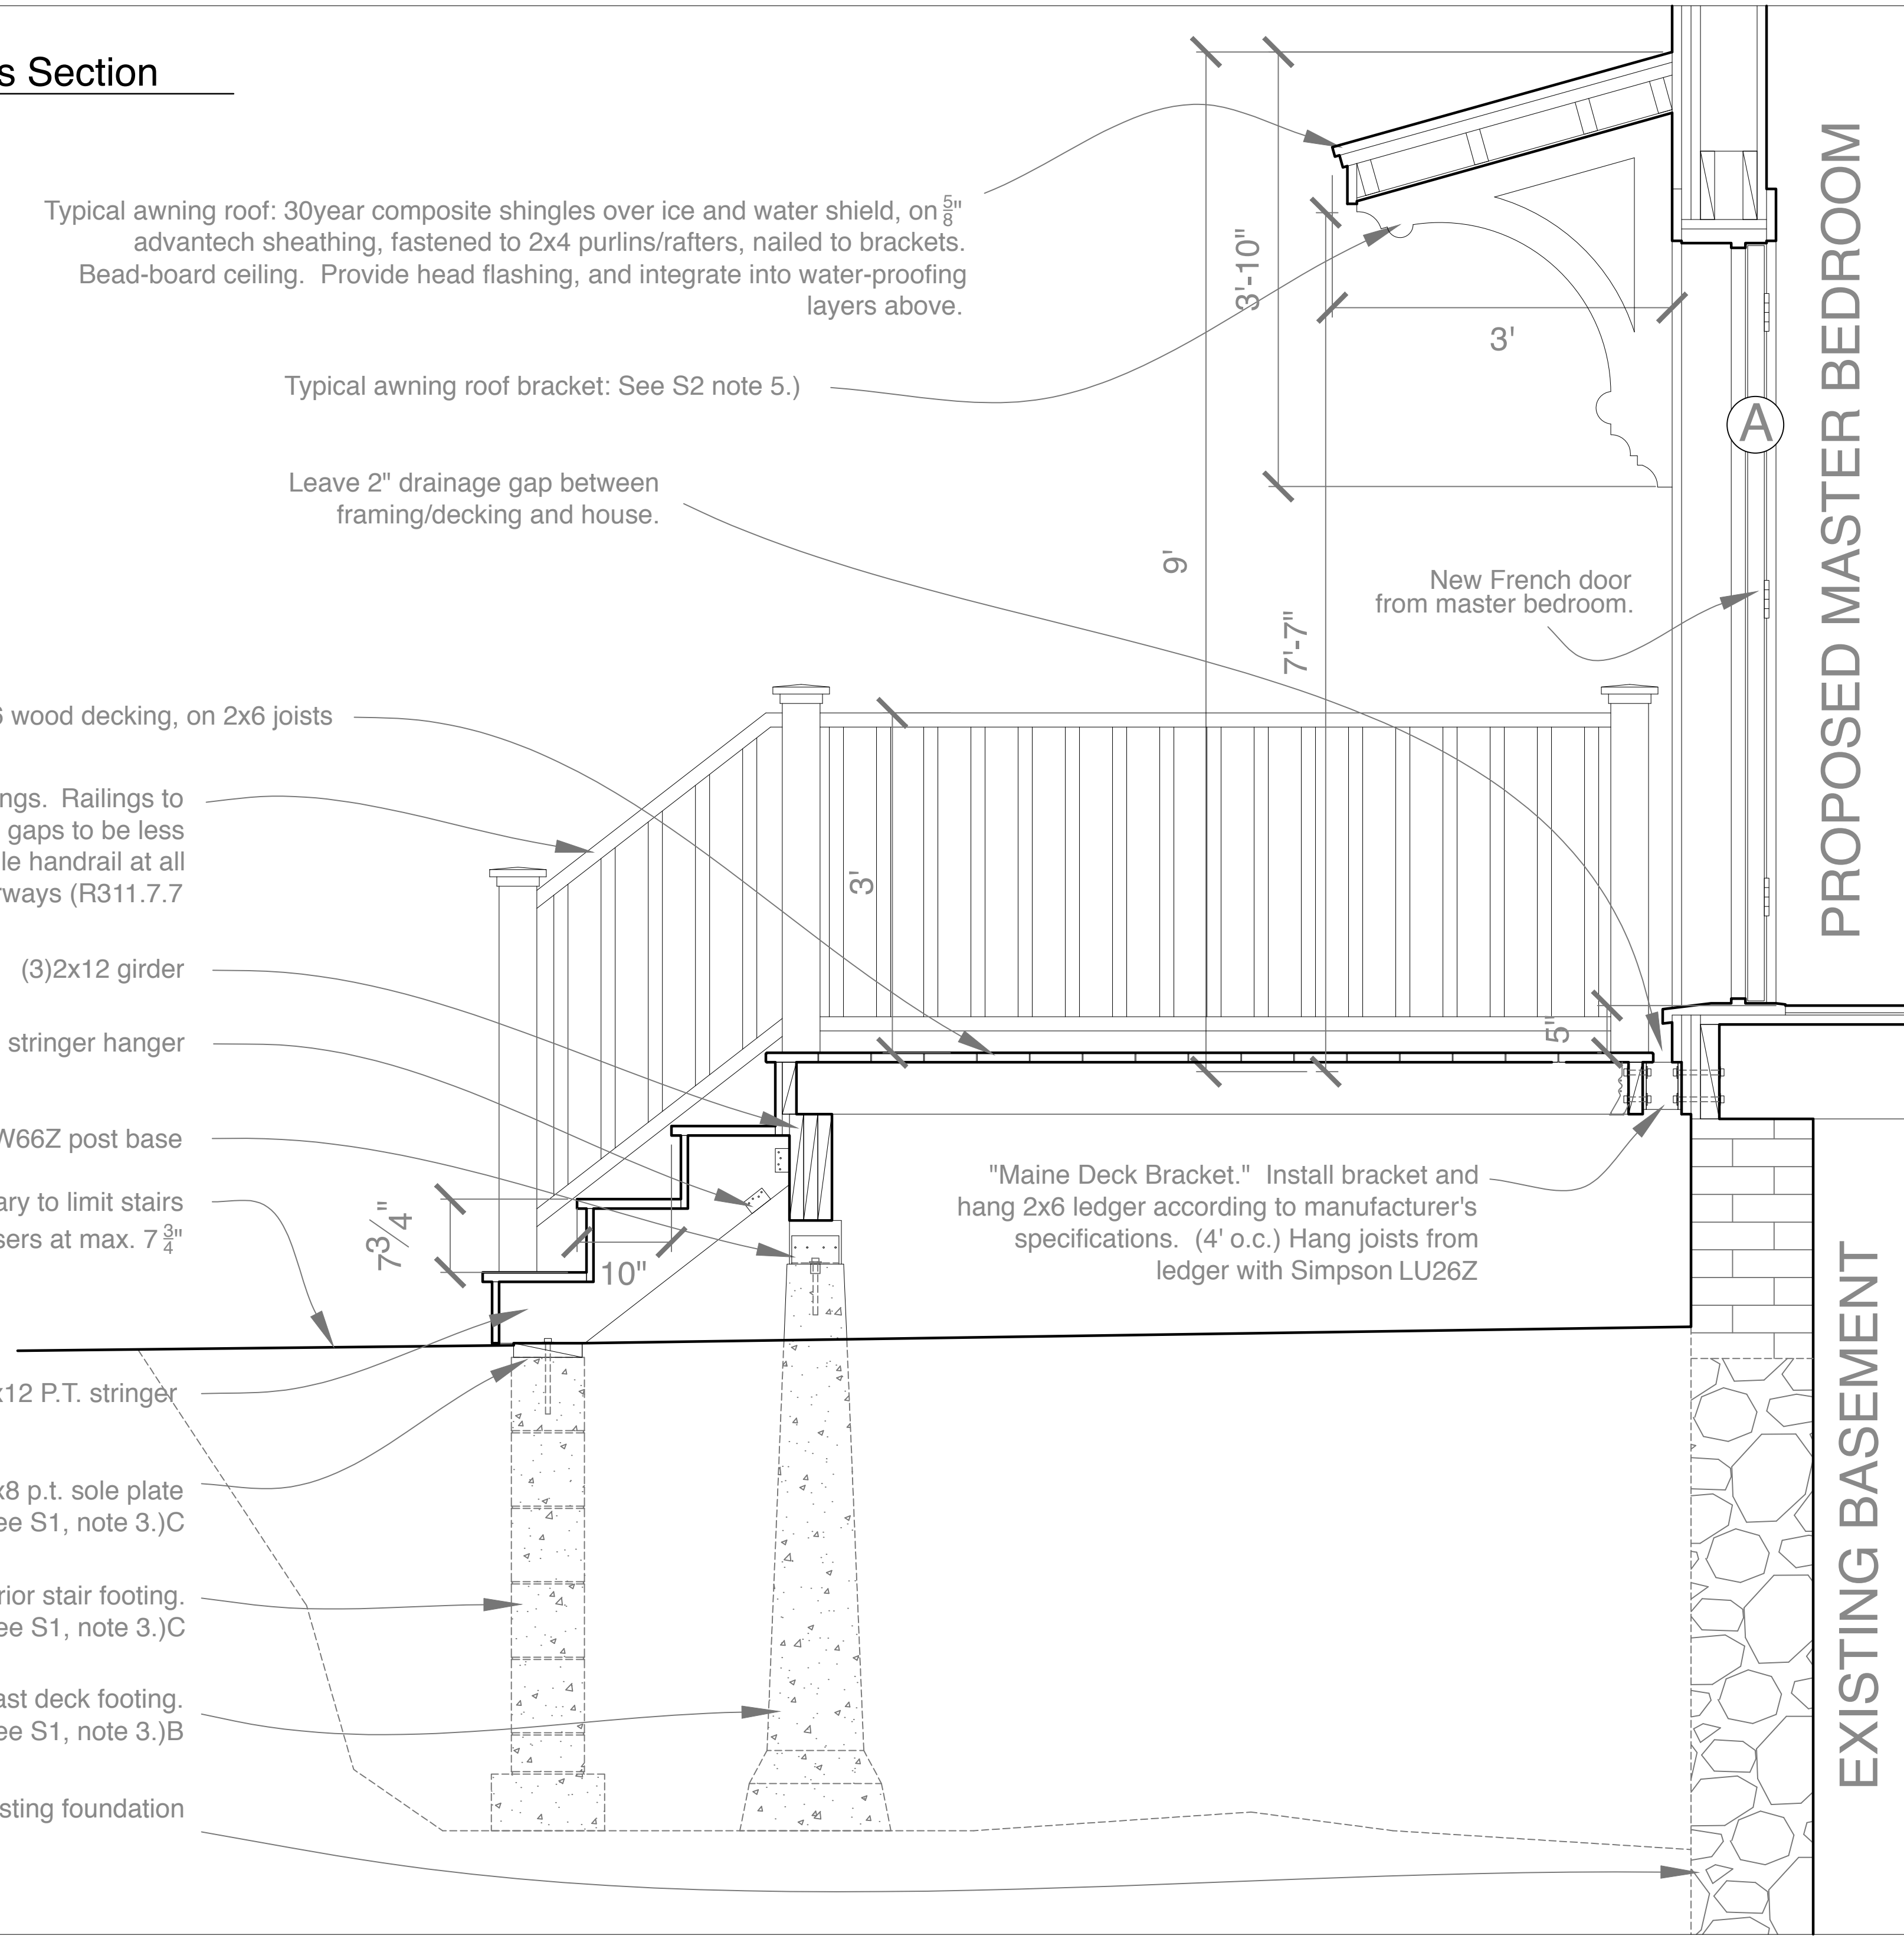 s Section
Typical awning roof: 30year composite shingles over ice and water shield, on 5/8"
advantech sheathing, fastened to 2x4 purlins/rafters, nailed to brackets.
Bead-board ceiling. Provide head flashing, and integrate into water-proofing
layers above.
3'-10"
3'
Typical awning roof bracket: See S2 note 5.)
A
PROPOSED MASTER BEDROOM
Leave 2" drainage gap between
framing/decking and house.
9'
7'-7"
New French door
from master bedroom.
6 wood decking, on 2x6 joists
ngs. Railings to
gaps to be less
le handrail at all
rways (R311.7.7
3'
(3)2x12 girder
5"
stringer hanger
W66Z post base
ary to limit stairs
sers at max. 7 3/4"
7 3/4"
10"
"Maine Deck Bracket." Install bracket and
hang 2x6 ledger according to manufacturer's
specifications. (4' o.c.) Hang joists from
ledger with Simpson LU26Z
x12 P.T. stringer
x8 p.t. sole plate
ee S1, note 3.)C
rior stair footing.
ee S1, note 3.)C
ast deck footing.
ee S1, note 3.)B
sting foundation
EXISTING BASEMENT